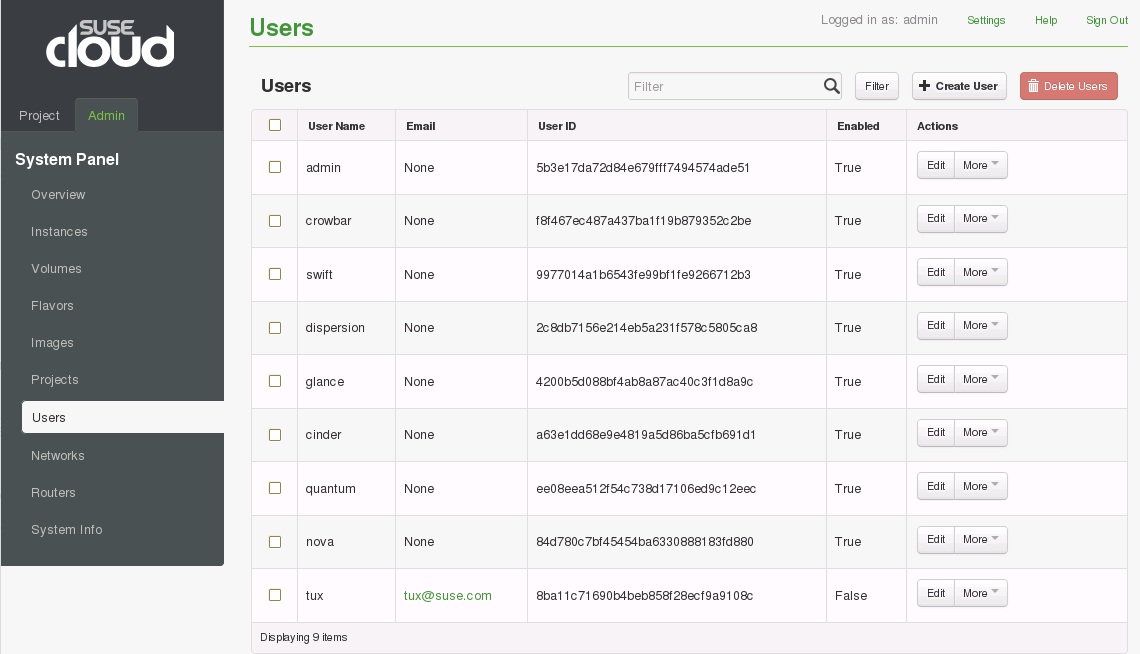 SUSE
cloud
Project Admin
System Panel
Overview
Instances
Volumes
Flavors
Images
Projects
Users
Networks
Routers
System Info
Users
Logged in as: admin Settings Help Sign Out
Users
Filter Filter Create User Delete Users
User Name Email User ID Enabled Actions
admin None 5b3e17da72d84e679fff7494574ade51 True Edit More
crowbar None f8f467ec487a437ba1f19b879352c2be True Edit More
swift None 9977014a1b6543fe99bf1fe9266712b3 True Edit More
dispersion None 2c8db7156e214eb5a231f578c5805ca8 True Edit More
glance None 4200b5d088bf4ab8a87ac40c3f1d8a9c True Edit More
cinder None a63e1dd68e9e4819a5d86ba5cfb691d1 True Edit More
quantum None ee08eea512f54c738d17106ed9c12eec True Edit More
nova None 84d780c7bf45454ba6330888183fd880 True Edit More
tux tux@suse.com 8ba11c71690b4beb858f28ecf9a9108c False Edit More
Displaying 9 items